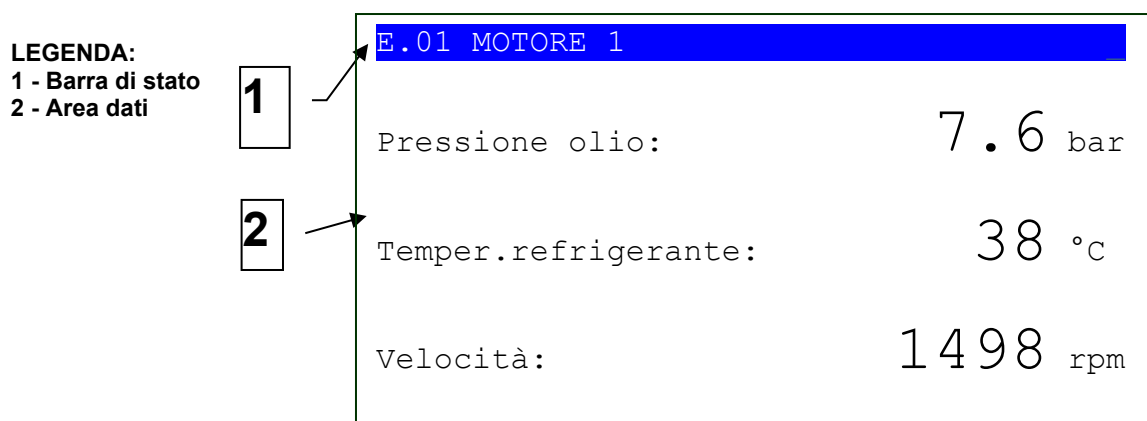 LEGENDA:
1 - Barra di stato
2 - Area dati
1
2
E.01 MOTORE 1
Pressione olio: 7.6 bar
Temper.refrigerante: 38 °C
Velocità: 1498 rpm